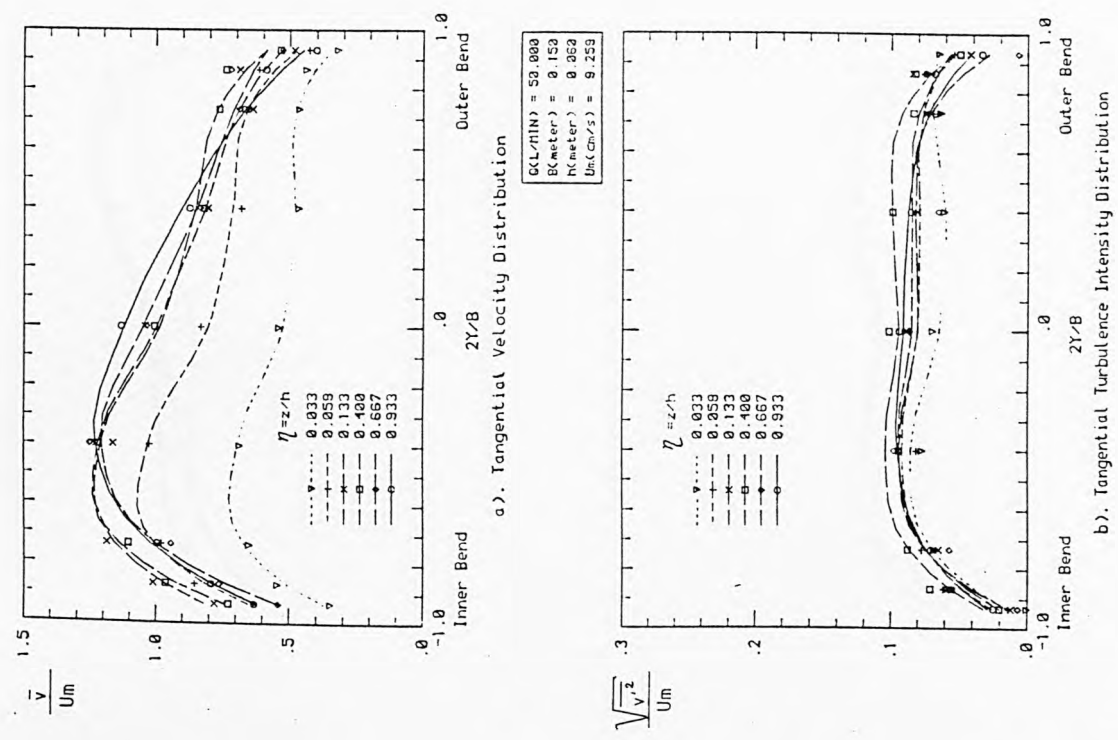 v̄
Um
1.5
1.0
.5
.0
-1.0
.0
1.0
Inner Bend
2Y/B
Outer Bend
η =z/h
0.033
0.059
0.133
0.400
0.667
0.933
a). Tangential Velocity Distribution
Q(L/MIN) = 50.000
B(meter) = 0.150
h(meter) = 0.060
Um(cm/s) = 9.259
√v'²
Um
.3
.2
.1
.0
-1.0
.0
1.0
Inner Bend
2Y/B
Outer Bend
η =z/h
0.033
0.059
0.133
0.400
0.667
0.933
b). Tangential Turbulence Intensity Distribution